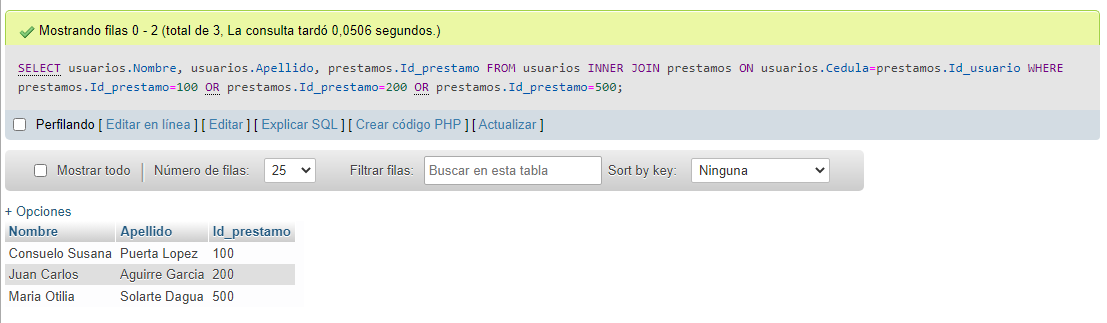 Mostrando filas 0 - 2 (total de 3, La consulta tardó 0,0506 segundos.)
SELECT usuarios.Nombre, usuarios.Apellido, prestamos.Id_prestamo FROM usuarios INNER JOIN prestamos ON usuarios.Cedula=prestamos.Id_usuario WHERE
prestamos.Id_prestamo=100 OR prestamos.Id_prestamo=200 OR prestamos.Id_prestamo=500;
Perfilando [ Editar en línea ] [ Editar ] [ Explicar SQL ] [ Crear código PHP ] [ Actualizar ]
Mostrar todo Número de filas: 25 Filtrar filas: Buscar en esta tabla Sort by key: Ninguna
+ Opciones
Nombre Apellido Id_prestamo
Consuelo Susana Puerta Lopez 100
Juan Carlos Aguirre Garcia 200
Maria Otilia Solarte Dagua 500